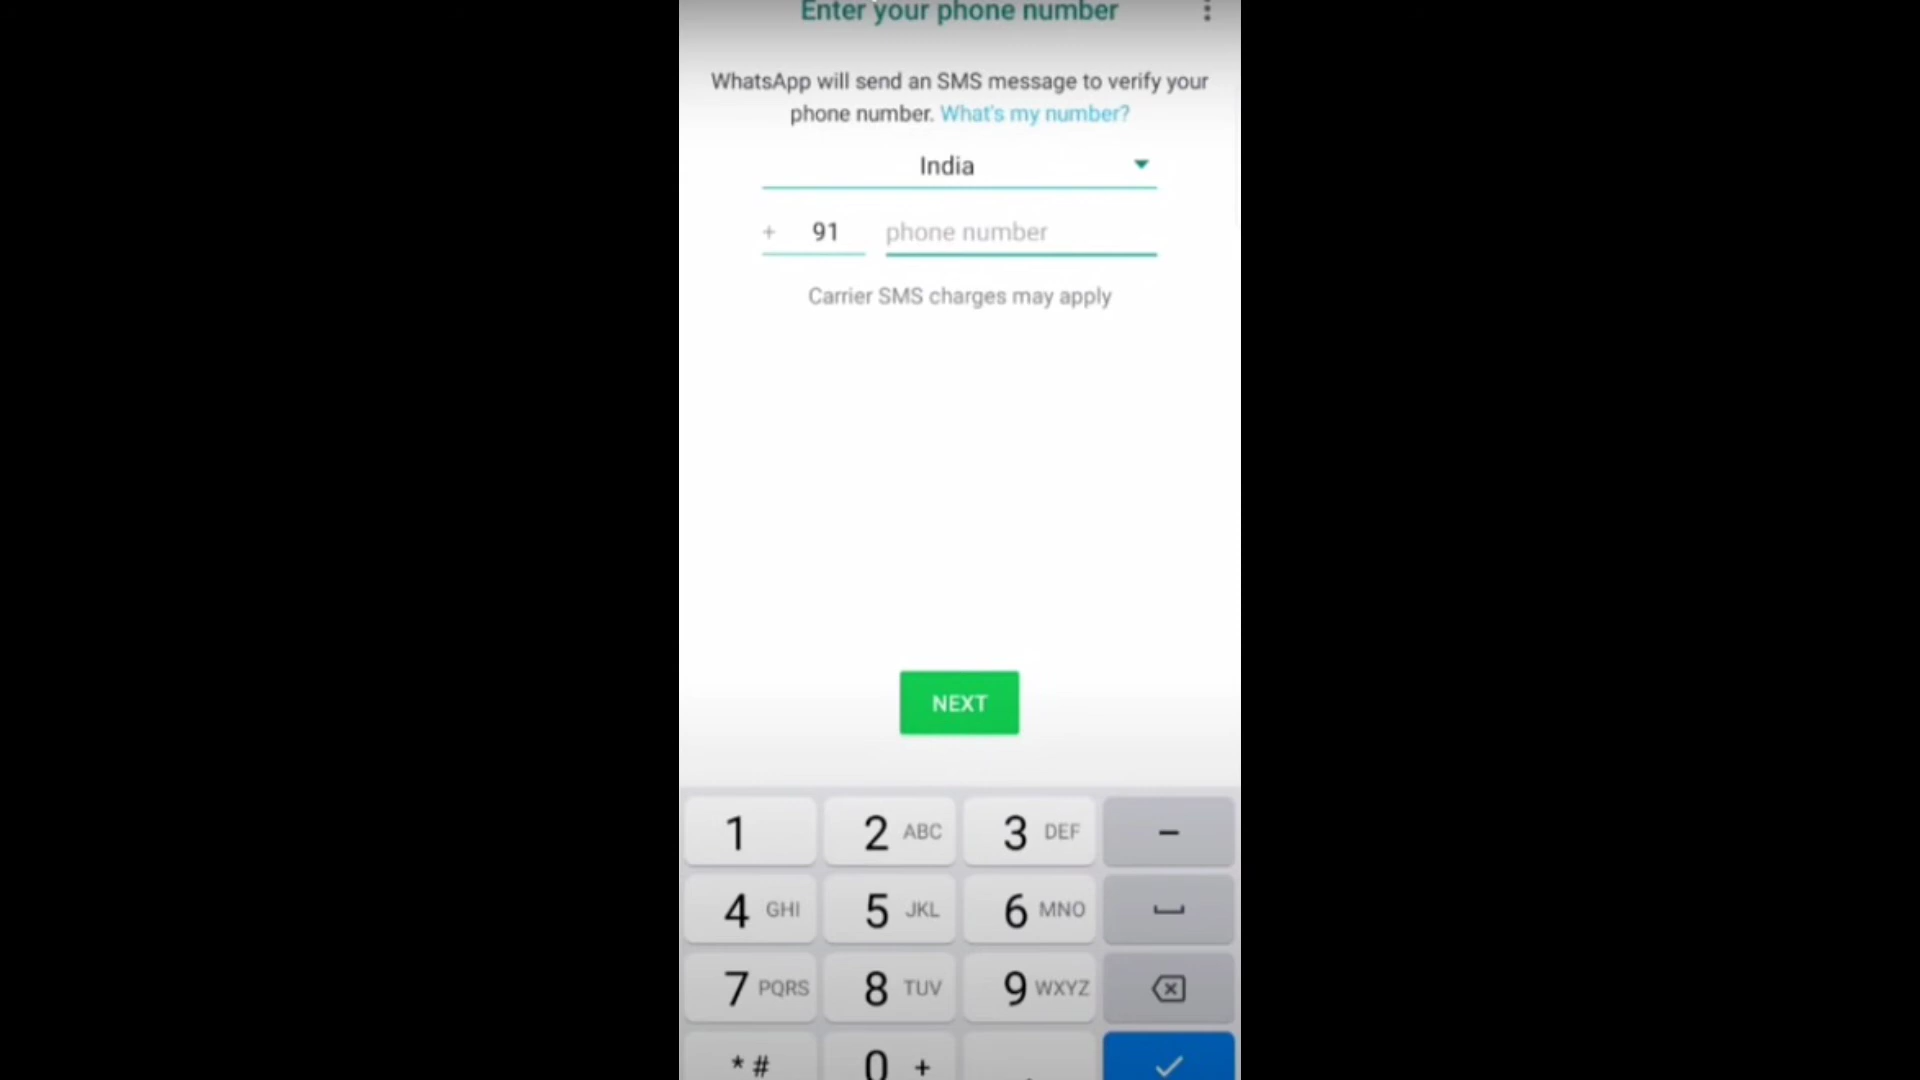 Enter your phone number
WhatsApp will send an SMS message to verify your
phone number. What's my number?
India
+ 91 phone number
Carrier SMS charges may apply
NEXT
1 2 ABC 3 DEF –
4 GHI 5 JKL 6 MNO
7 PQRS 8 TUV 9 WXYZ
* # 0 + .